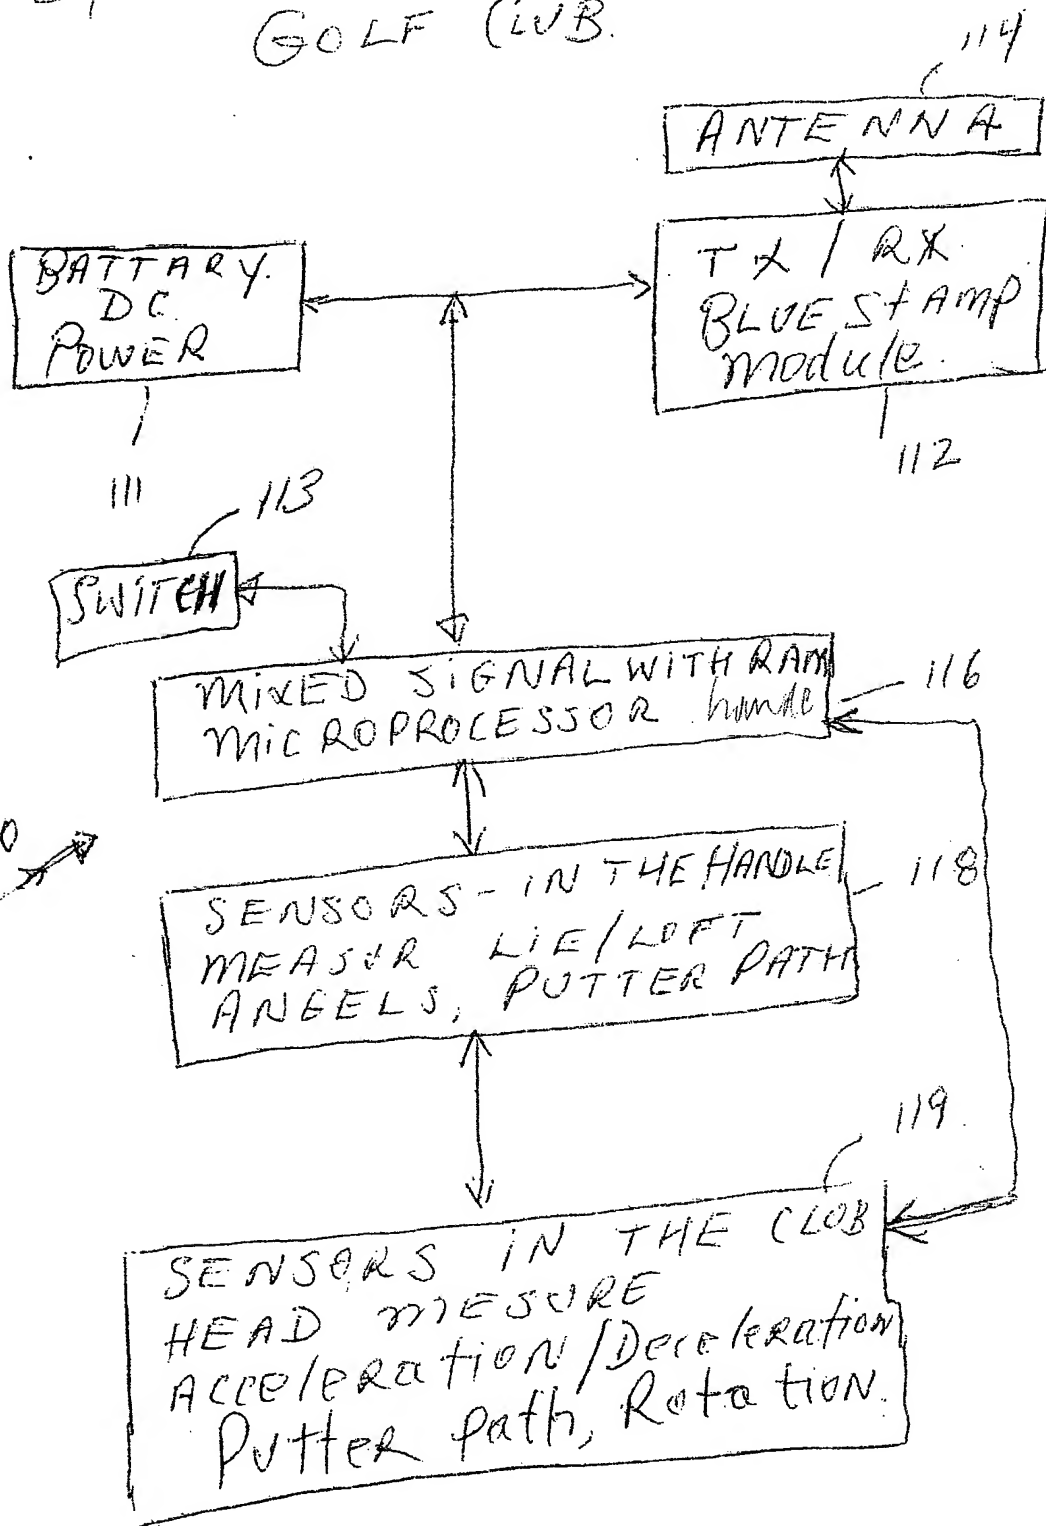 GOLF CLUB.
114
ANTENNA
BATTARY.
DC
POWER
TX / RX
BLUE StAMP
module.
111
112
113
SWITCH
MIXED SIGNAL WITH RAM
MICROPROCESSOR
116
SENSORS - IN THE HANDLE
MEASUR LIE/LOFT
ANGELS, PUTTER PATH
118
119
SENSORS IN THE CLOB
HEAD MESURE
Acceleration/Deceleration
Putter path, Rotation.